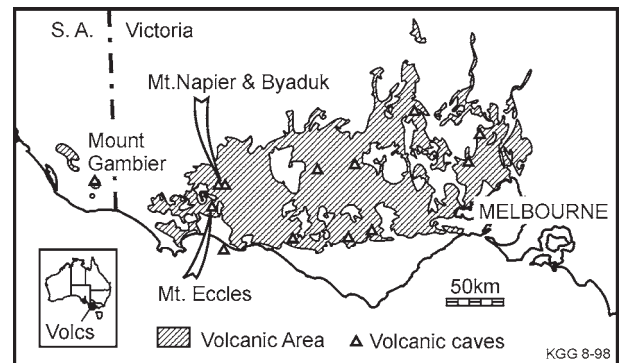 S. A. Victoria
Mt.Napier & Byaduk
Mount
Gambier
MELBOURNE
Mt. Eccles
50km
Volcs
Volcanic Area
Volcanic caves
KGG 8-98